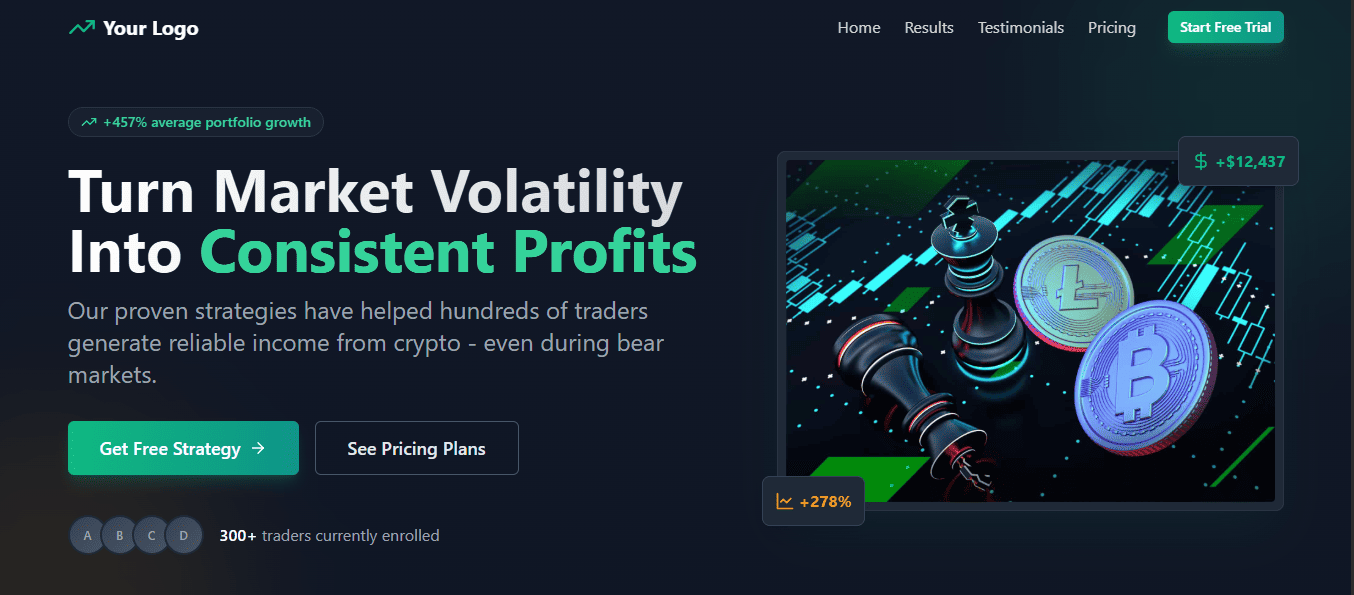 Your Logo
Home Results Testimonials Pricing Start Free Trial
+457% average portfolio growth
Turn Market Volatility
Into Consistent Profits
Our proven strategies have helped hundreds of traders
generate reliable income from crypto - even during bear
markets.
Get Free Strategy →
See Pricing Plans
A B C D
300+ traders currently enrolled
$ +$12,437
+278%